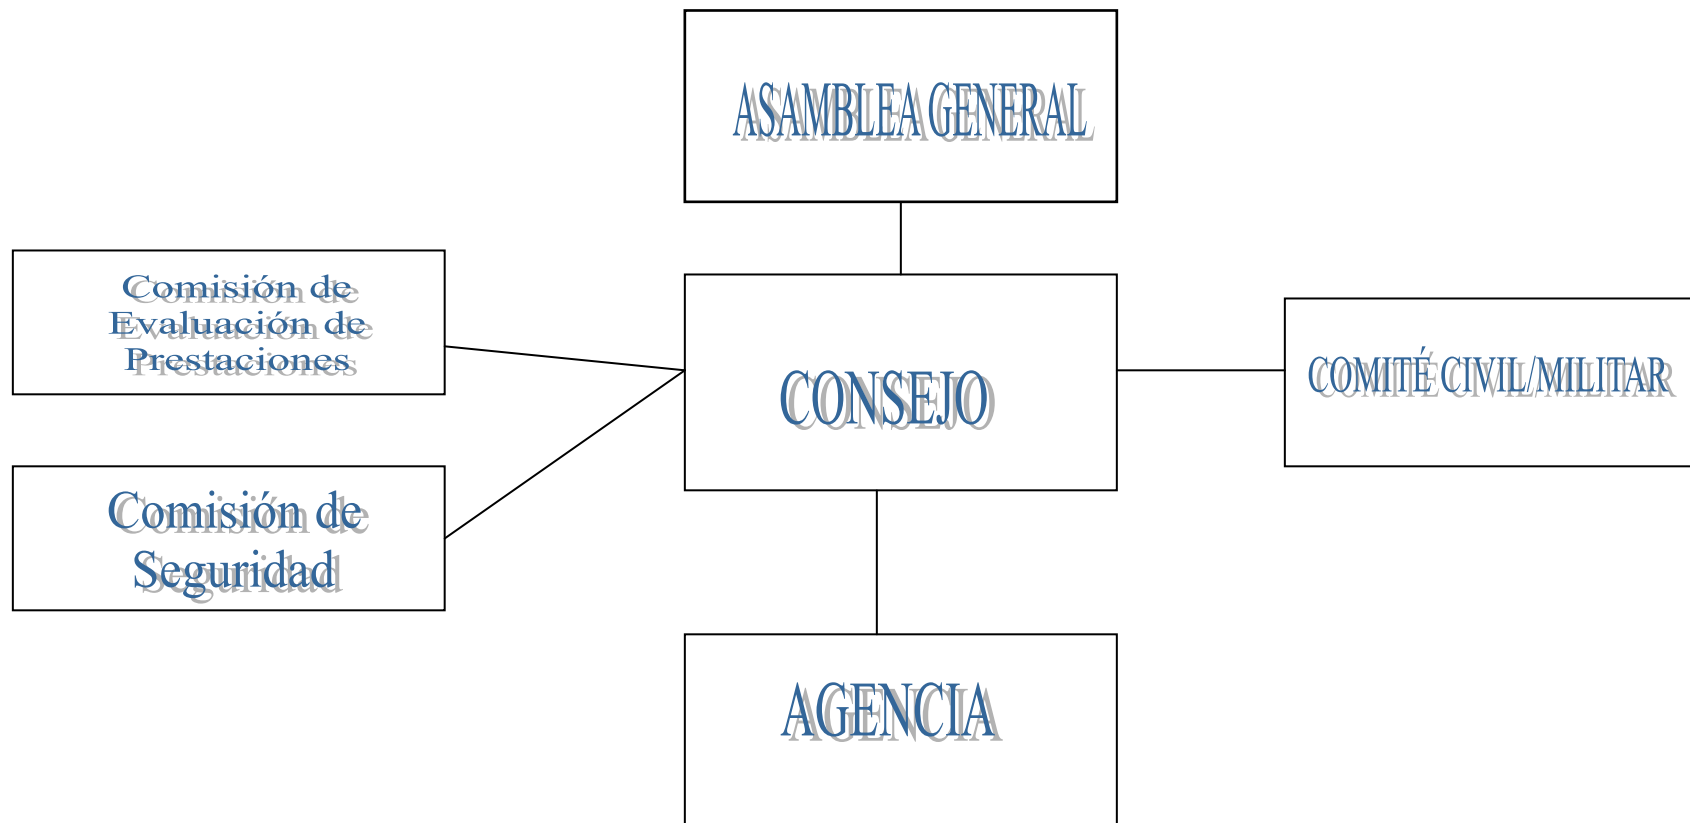 ASAMBLEA GENERAL
Comisión de
Evaluación de
Prestaciones
CONSEJO
COMITÉ CIVIL/MILITAR
Comisión de
Seguridad
AGENCIA